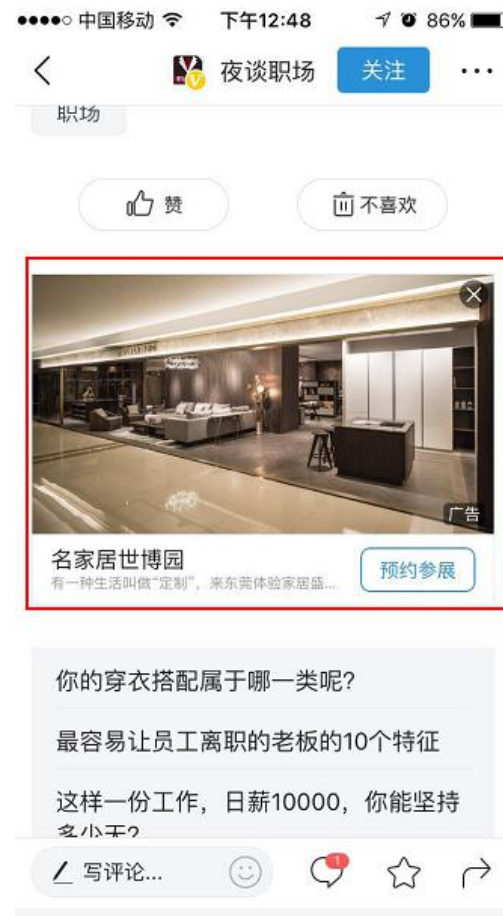 中国移动 下午12:48 86%
夜谈职场 关注
职场
赞 不喜欢
广告
名家居世博园
有一种生活叫做“定制”，来东莞体验家居盛...
预约参展
你的穿衣搭配属于哪一类呢?
最容易让员工离职的老板的10个特征
这样一份工作，日薪10000，你能坚持
多少天?
写评论... 1